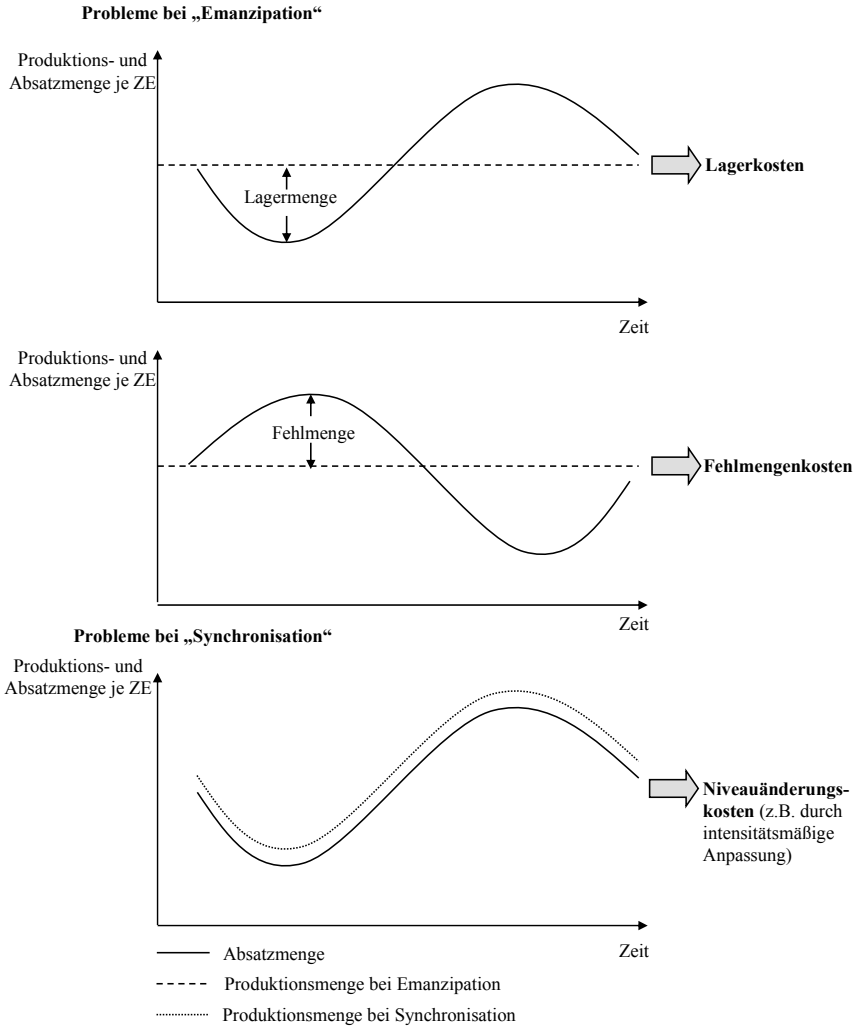 Probleme bei „Emanzipation“
Produktions- und
Absatzmenge je ZE
Lagermenge
Lagerkosten
Zeit
Produktions- und
Absatzmenge je ZE
Fehlmenge
Fehlmengenkosten
Zeit
Probleme bei „Synchronisation“
Produktions- und
Absatzmenge je ZE
Niveauänderungs-
kosten (z.B. durch
intensitätsmäßige
Anpassung)
Zeit
Absatzmenge
Produktionsmenge bei Emanzipation
Produktionsmenge bei Synchronisation